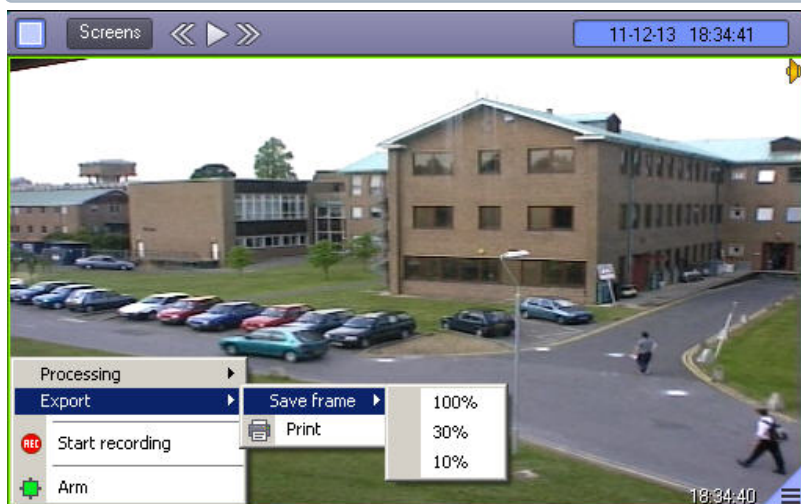 Screens
11-12-13 18:34:41
Processing
Export
Save frame
100%
Print
30%
Start recording
10%
Arm
18:34:40